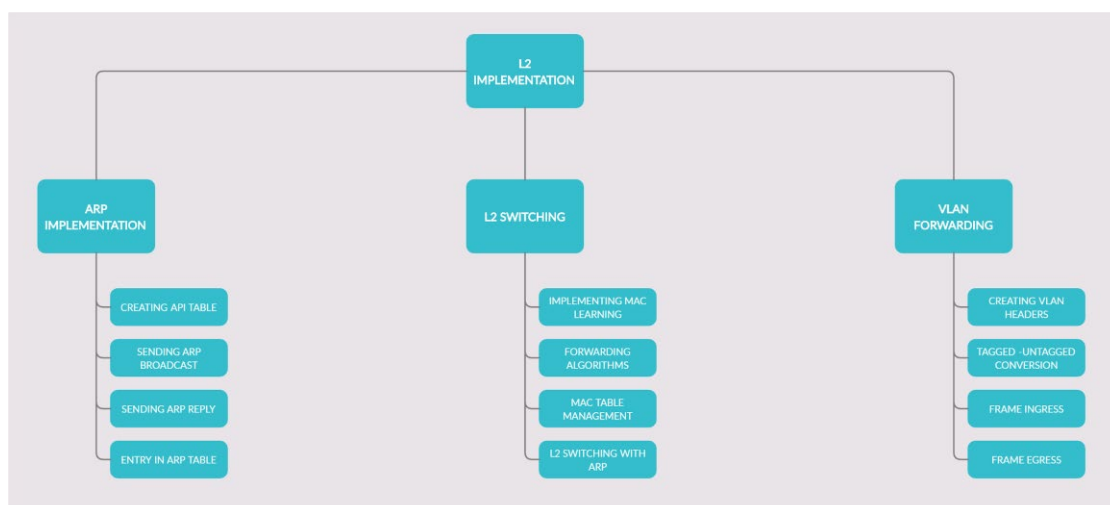 L2
IMPLEMENTATION
ARP
IMPLEMENTATION
L2 SWITCHING
VLAN
FORWARDING
CREATING API TABLE
SENDING ARP
BROADCAST
SENDING ARP REPLY
ENTRY IN ARP TABLE
IMPLEMENTING MAC
LEARNING
FORWARDING
ALGORITHMS
MAC TABLE
MANAGEMENT
L2 SWITCHING WITH
ARP
CREATING VLAN
HEADERS
TAGGED -UNTAGGED
CONVERSION
FRAME INGRESS
FRAME EGRESS